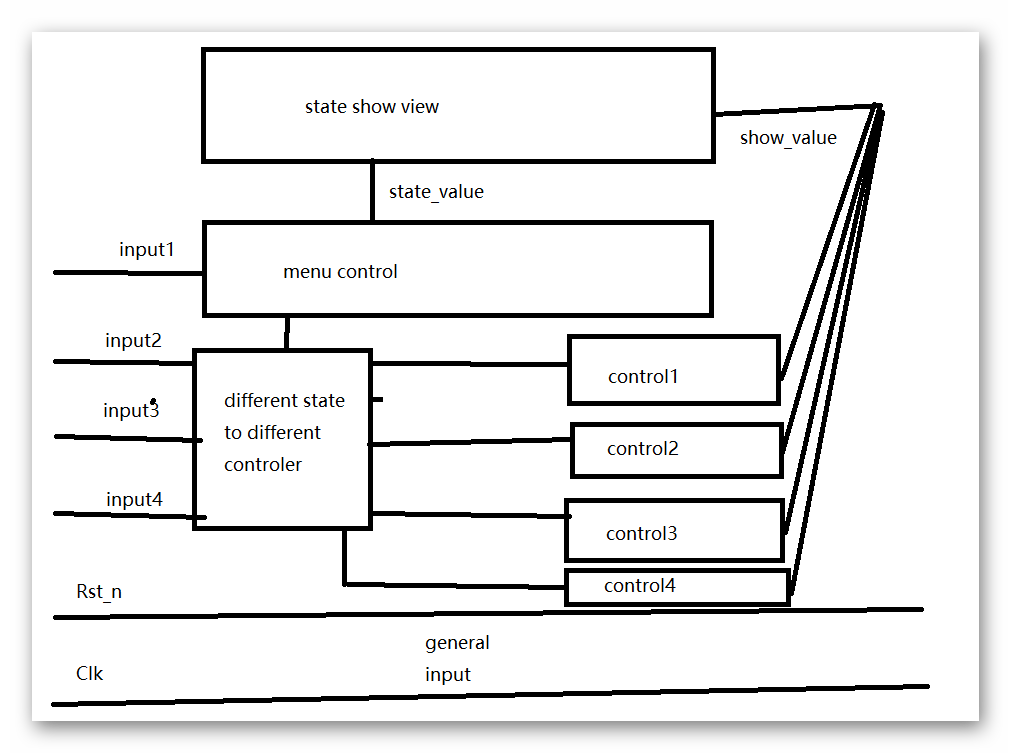 state show view
show_value
state_value
input1
menu control
input2
different state
to different
controler
input3
input4
control1
control2
control3
control4
Rst_n
general
input
Clk